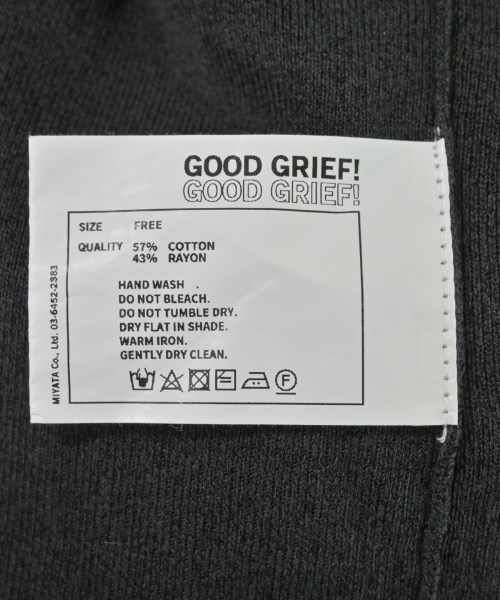 GOOD GRIEF!
GOOD GRIEF!
SIZE FREE
QUALITY 57% COTTON
43% RAYON
HAND WASH .
DO NOT BLEACH.
DO NOT TUMBLE DRY.
DRY FLAT IN SHADE.
WARM IRON.
GENTLY DRY CLEAN.
F
MIYATA Co., Ltd. 03-6452-2383